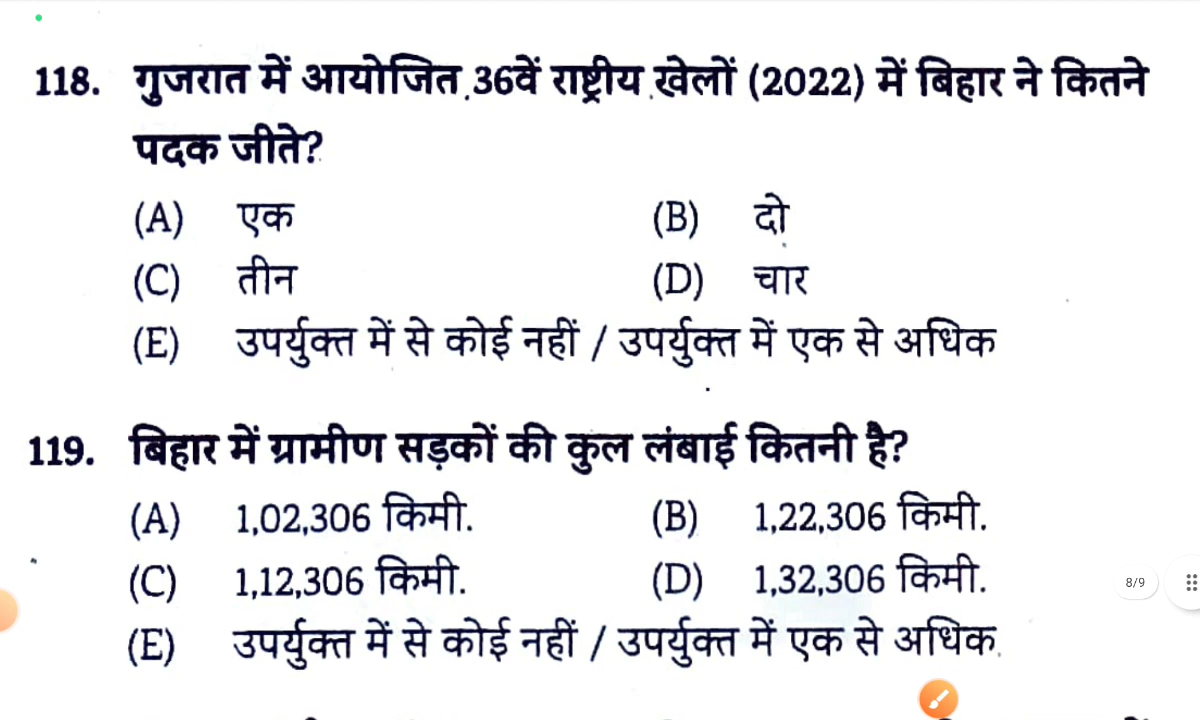 118. गुजरात में आयोजित 36वें राष्ट्रीय खेलों (2022) में बिहार ने कितने
पदक जीते?
(A) एक (B) दो
(C) तीन (D) चार
(E) उपर्युक्त में से कोई नहीं / उपर्युक्त में एक से अधिक
119. बिहार में ग्रामीण सड़कों की कुल लंबाई कितनी है?
(A) 1,02,306 किमी. (B) 1,22,306 किमी.
(C) 1,12,306 किमी. (D) 1,32,306 किमी.
8/9
(E) उपर्युक्त में से कोई नहीं / उपर्युक्त में एक से अधिक